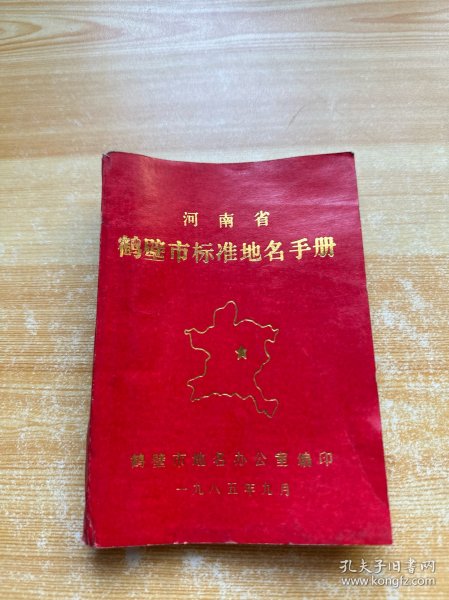 河南省
鹤壁市标准地名手册
鹤壁市地名办公室编印
一九八五年九月
孔夫子旧书网
www.kongfz.com